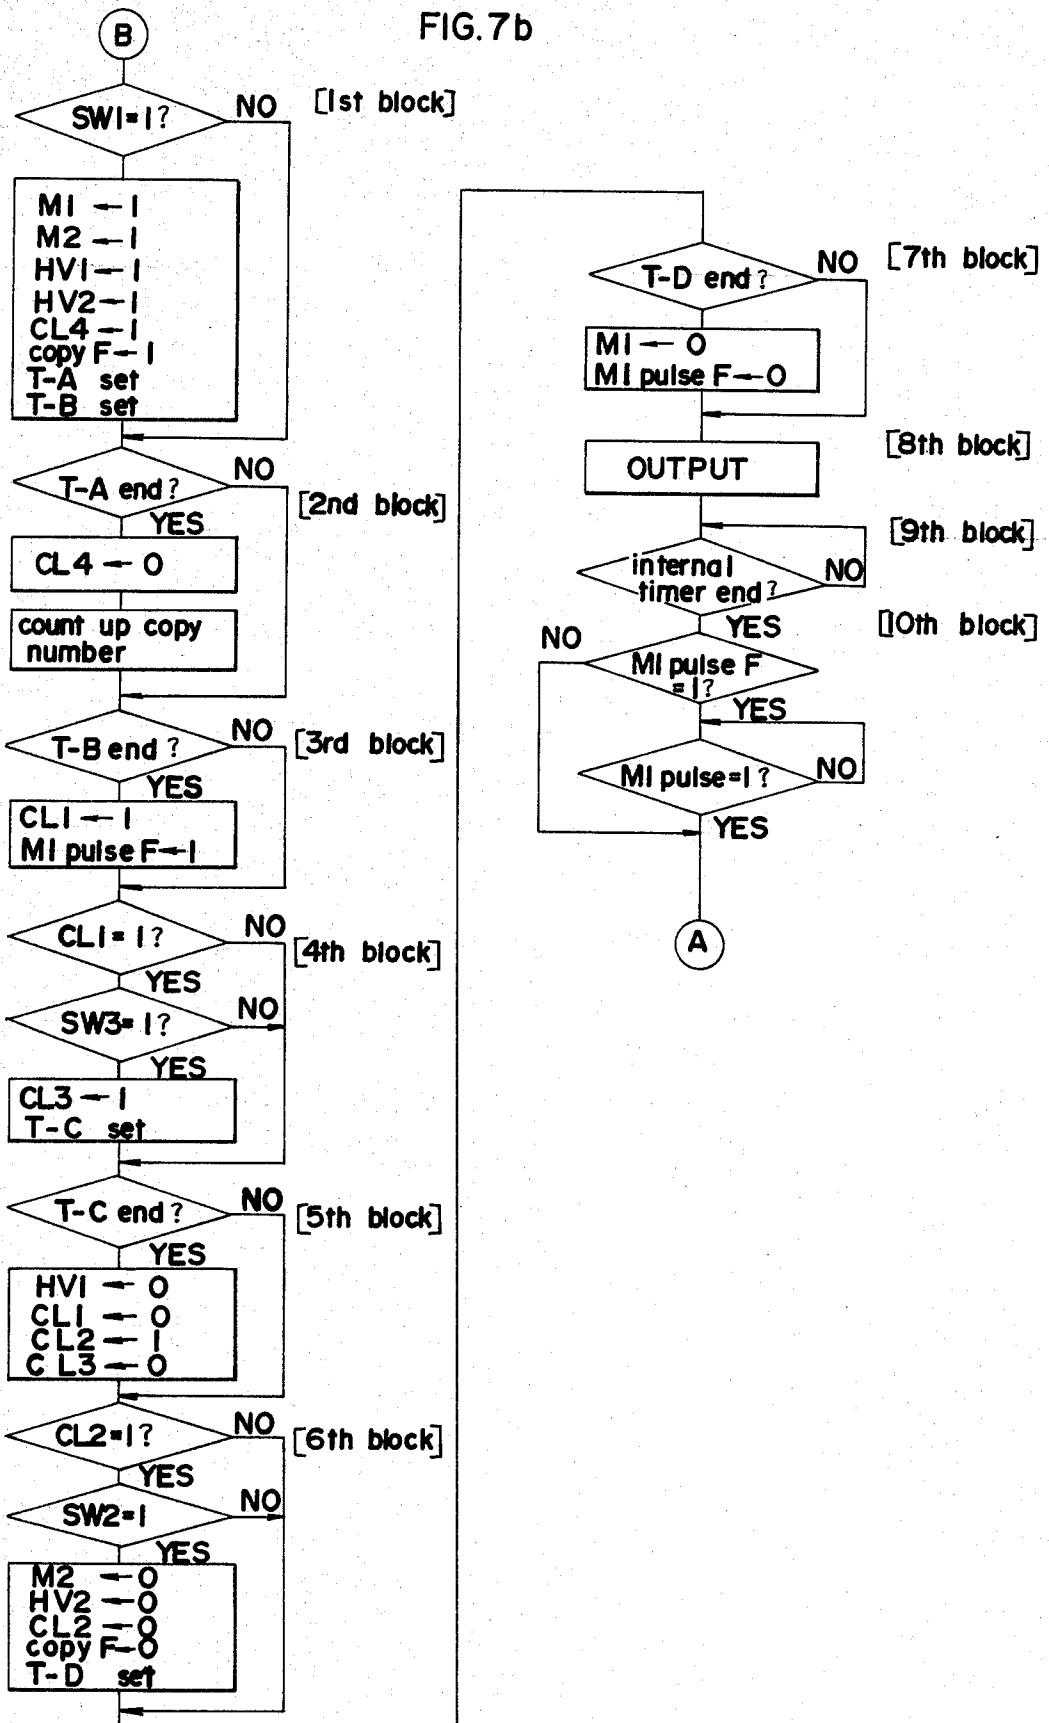 FIG. 7b
B
SW1=1?
NO
[1st block]
M1 ← 1
M2 ← 1
HV1 ← 1
HV2 ← 1
CL4 ← 1
copy F ← 1
T-A set
T-B set
T-A end?
NO
[2nd block]
YES
CL4 ← 0
count up copy
number
T-B end?
NO
[3rd block]
YES
CL1 ← 1
M1 pulse F ← 1
CL1 = 1?
NO
[4th block]
YES
SW3= 1?
NO
YES
CL3 ← 1
T-C set
T-C end?
NO
[5th block]
YES
HV1 ← 0
CL1 ← 0
CL2 ← 1
CL3 ← 0
CL2=1?
NO
[6th block]
YES
SW2=1
NO
YES
M2 ← 0
HV2 ← 0
CL2 ← 0
copy F ← 0
T-D set
T-D end?
NO
[7th block]
M1 ← 0
M1 pulse F ← 0
[8th block]
OUTPUT
[9th block]
internal
timer end?
NO
YES
[10th block]
NO
M1 pulse F
=1?
YES
M1 pulse=1?
NO
YES
A